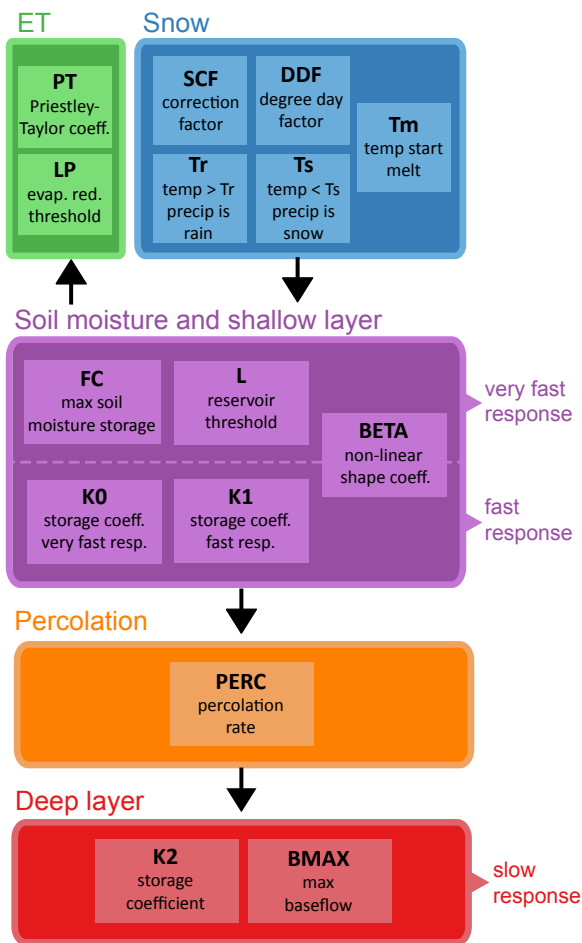 ET
PT
Priestley-
Taylor coeff.
LP
evap. red.
threshold
Snow
SCF
correction
factor
DDF
degree day
factor
Tm
temp start
melt
Tr
temp > Tr
precip is
rain
Ts
temp < Ts
precip is
snow
Soil moisture and shallow layer
FC
max soil
moisture storage
L
reservoir
threshold
BETA
non-linear
shape coeff.
K0
storage coeff.
very fast resp.
K1
storage coeff.
fast resp.
very fast
response
fast
response
Percolation
PERC
percolation
rate
Deep layer
K2
storage
coefficient
BMAX
max
baseflow
slow
response